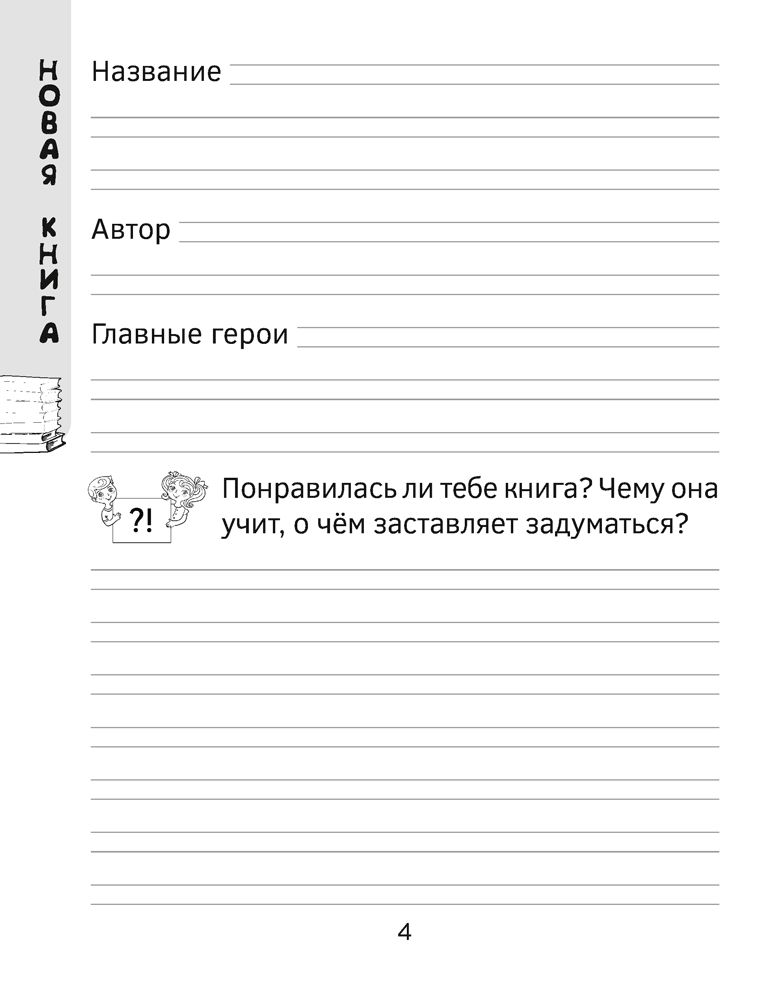 НОВАЯ КНИГА
Название
Автор
Главные герои
?!
Понравилась ли тебе книга? Чему она
учит, о чём заставляет задуматься?
4